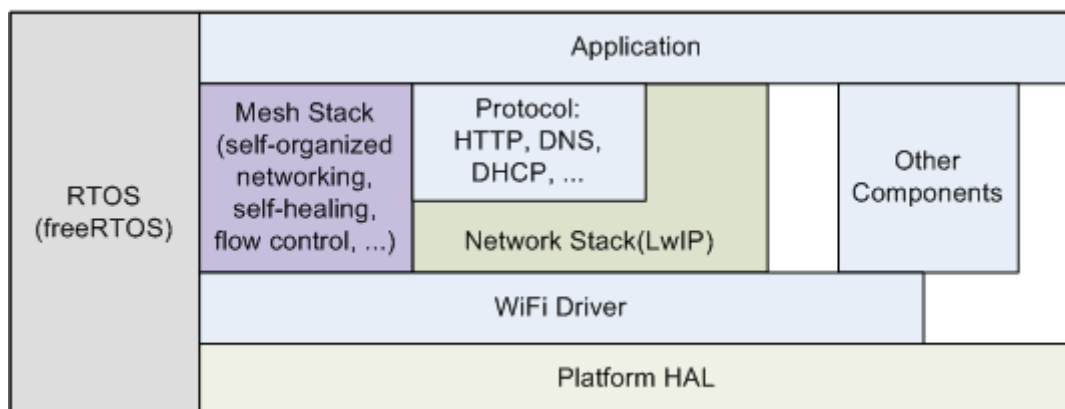 Application
RTOS
(freeRTOS)
Mesh Stack
(self-organized
networking,
self-healing,
flow control, ...)
Protocol:
HTTP, DNS,
DHCP, ...
Network Stack(LwIP)
Other
Components
WiFi Driver
Platform HAL